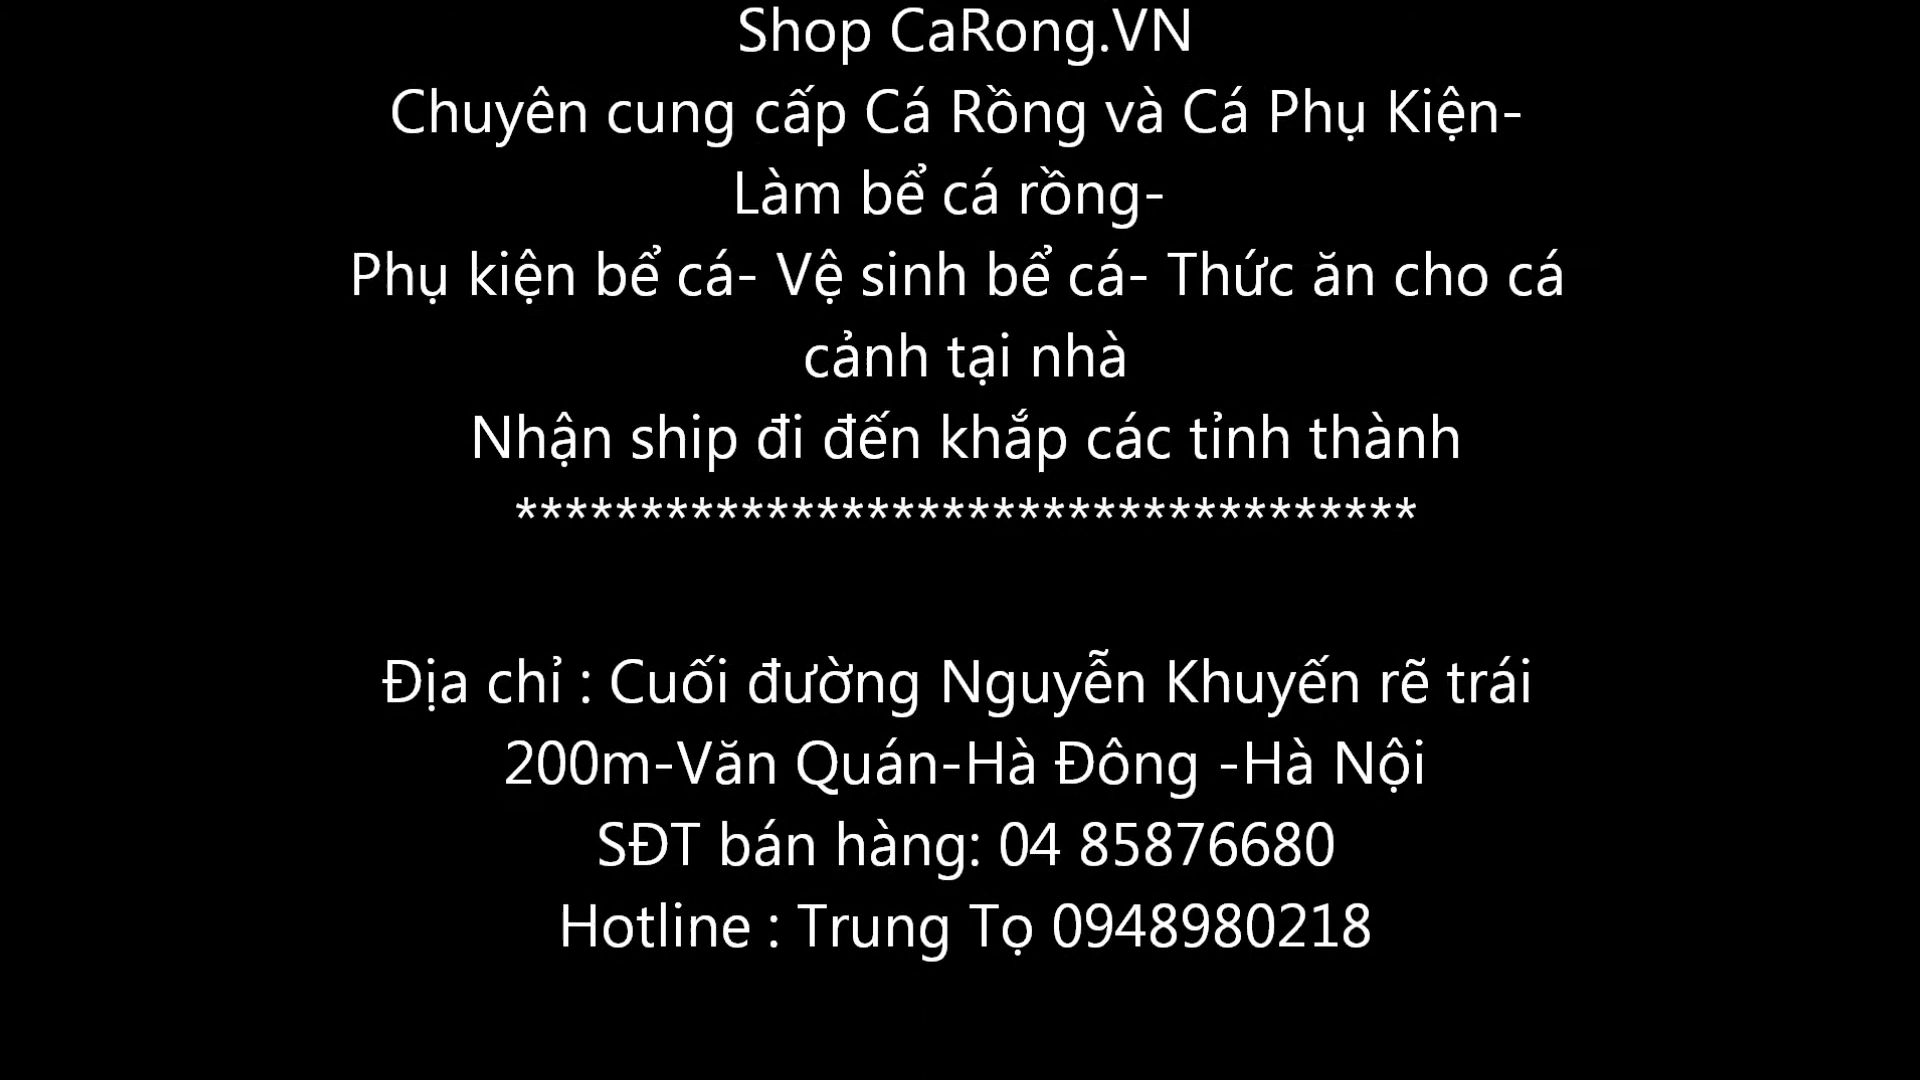 Shop CaRong.VN
Chuyên cung cấp Cá Rồng và Cá Phụ Kiện-
Làm bể cá rồng-
Phụ kiện bể cá- Vệ sinh bể cá- Thức ăn cho cá
cảnh tại nhà
Nhận ship đi đến khắp các tỉnh thành
************************************
Địa chỉ : Cuối đường Nguyễn Khuyến rẽ trái
200m-Văn Quán-Hà Đông -Hà Nội
SĐT bán hàng: 04 85876680
Hotline : Trung Tọ 0948980218